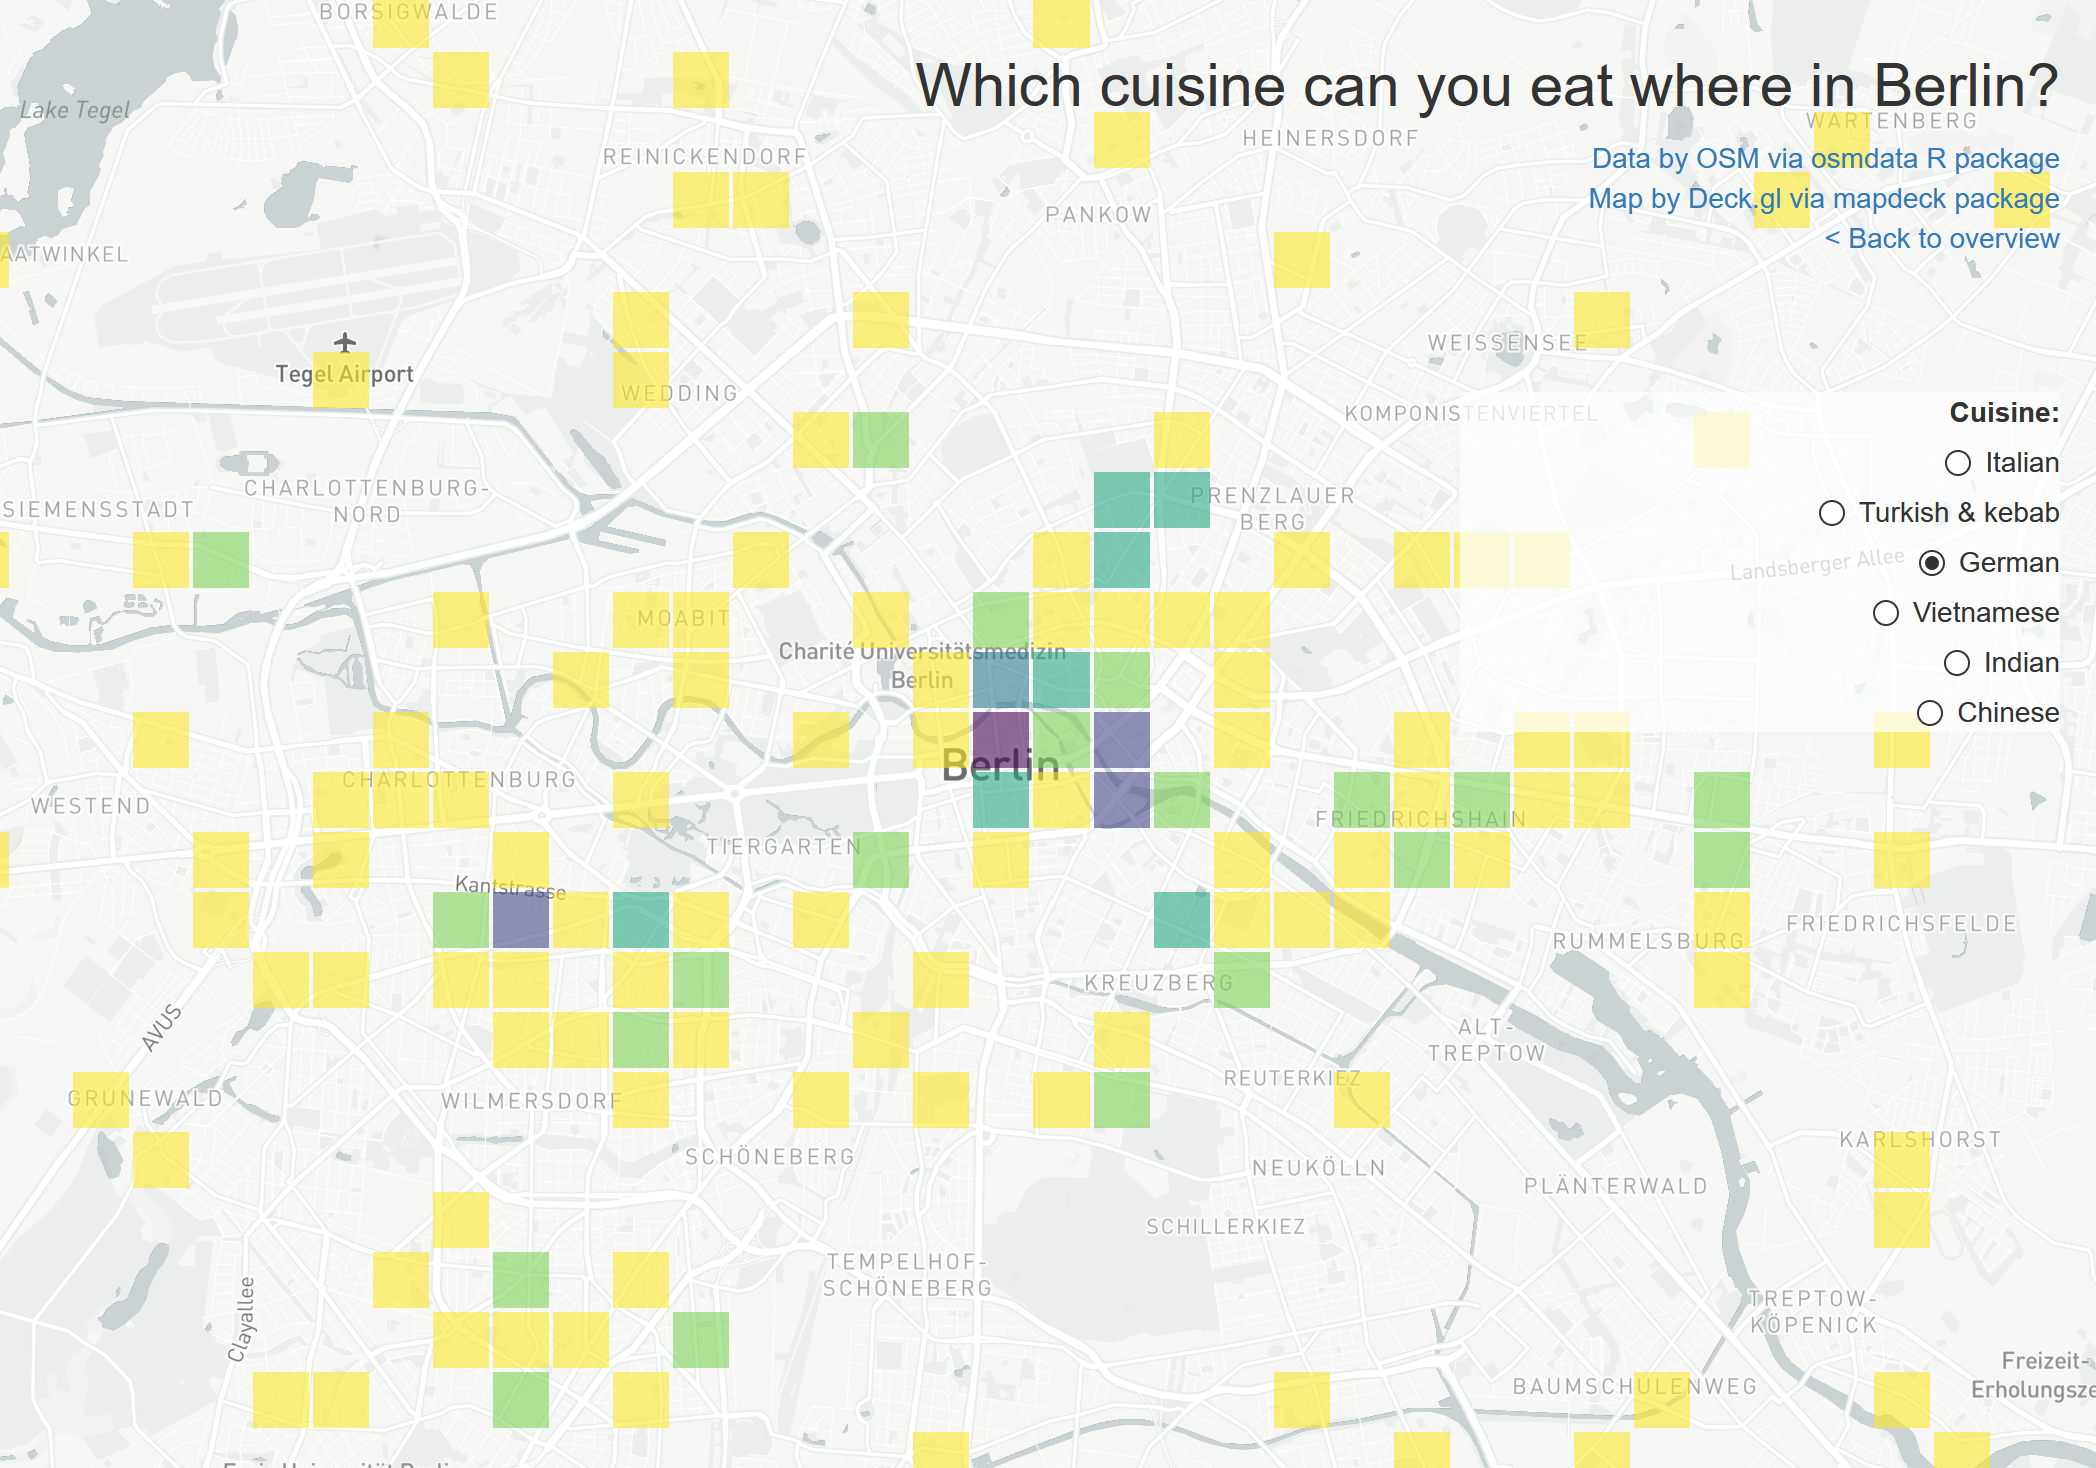 BORSIGWALDE
Which cuisine can you eat where in Berlin?
Lake Tegel
WARTENBERG
HEINERSDORF
REINICKENDORF
Data by OSM via osmdata R package
Map by Deck.gl via mapdeck package
PANKOW
< Back to overview
AATWINKEL
WEISSENSEE
Tegel Airport
WEDDING
KOMPONISTENVIERTEL
Cuisine:
Italian
CHARLOTTENBURG-
NORD
SIEMENSSTADT
PRENZLAUER
BERG
Turkish & kebab
Landsberger Allee
German
MOABIT
Vietnamese
Charité Universitätsmedizin
Berlin
Indian
Chinese
Berlin
CHARLOTTENBURG
WESTEND
FRIEDRICHSHAIN
TIERGARTEN
Kantstrasse
FRIEDRICHSFELDE
RUMMELSBURG
KREUZBERG
AVUS
ALT-
TREPTOW
REUTERKIEZ
GRUNEWALD
WILMERSDORF
KARLSHORST
SCHÖNEBERG
NEUKÖLLN
PLÄNTERWALD
SCHILLERKIEZ
TEMPELHOF-
SCHÖNEBERG
TREPTOW-
KÖPENICK
Clayallee
Freizeit-
Erholungsze
BAUMSCHULENWEG